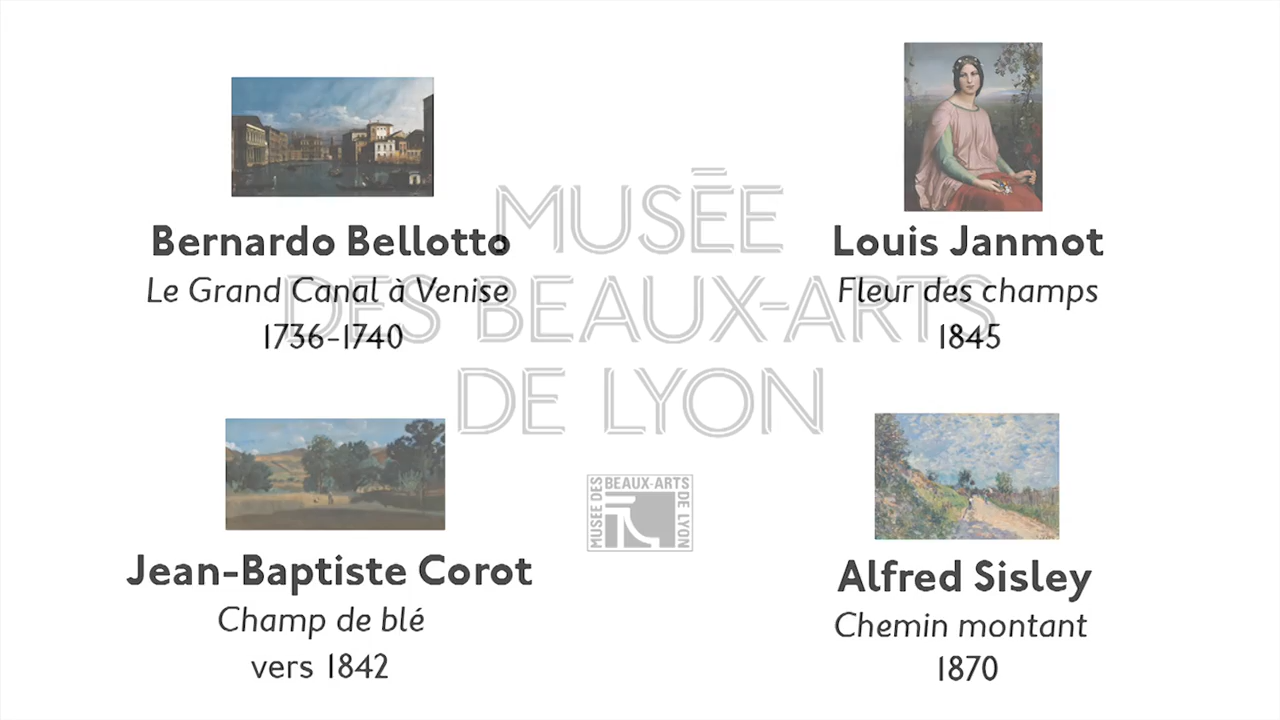 MUSÉE
DES BEAUX-ARTS
DE LYON
Bernardo Bellotto
Le Grand Canal à Venise
1736-1740
Louis Janmot
Fleur des champs
1845
Jean-Baptiste Corot
Champ de blé
vers 1842
Alfred Sisley
Chemin montant
1870
MUSEE DES BEAUX-ARTS DE LYON